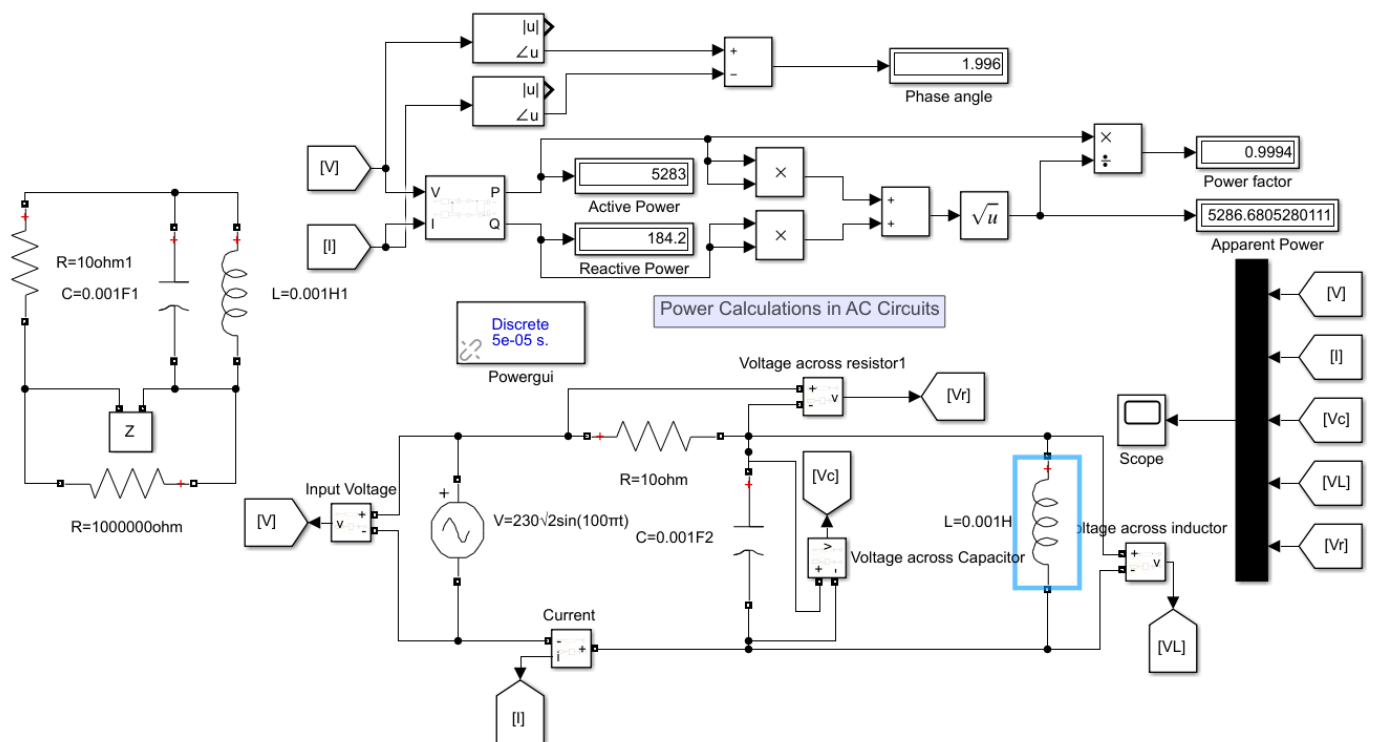 |u|
∠u
+
−
1.996
Phase angle
|u|
∠u
[V]
[I]
V
I
P
Q
5283
Active Power
184.2
Reactive Power
×
×
+
+
√u
×
÷
0.9994
Power factor
5286.6805280111
Apparent Power
R=10ohm1
C=0.001F1
L=0.001H1
Z
R=1000000ohm
Discrete
5e-05 s.
Powergui
Power Calculations in AC Circuits
Voltage across resistor1
+
-
v
[Vr]
[V]
[I]
[Vc]
[VL]
[Vr]
Scope
R=10ohm
[Vc]
Input Voltage
[V]
v
+
-
+
V=230√2sin(100πt)
C=0.001F2
v
+
-
Voltage across Capacitor
L=0.001H
oltage across inductor
+
-
v
[VL]
Current
-
i
+
[I]